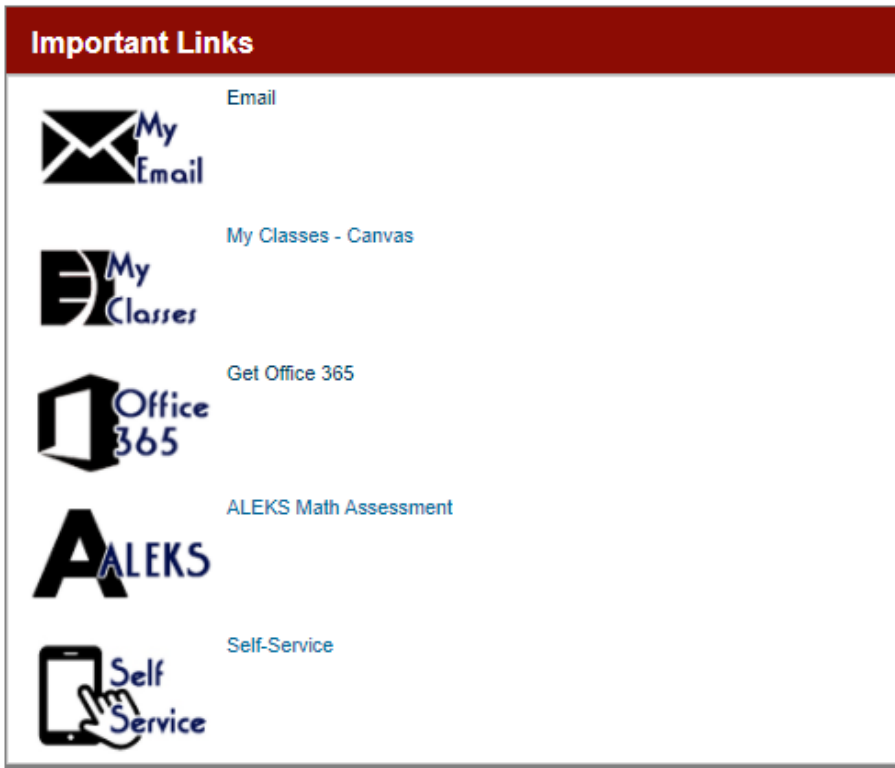 Important Links
My
Email
Email
My
Classes
My Classes - Canvas
Office
365
Get Office 365
ALEKS
ALEKS Math Assessment
Self
Service
Self-Service